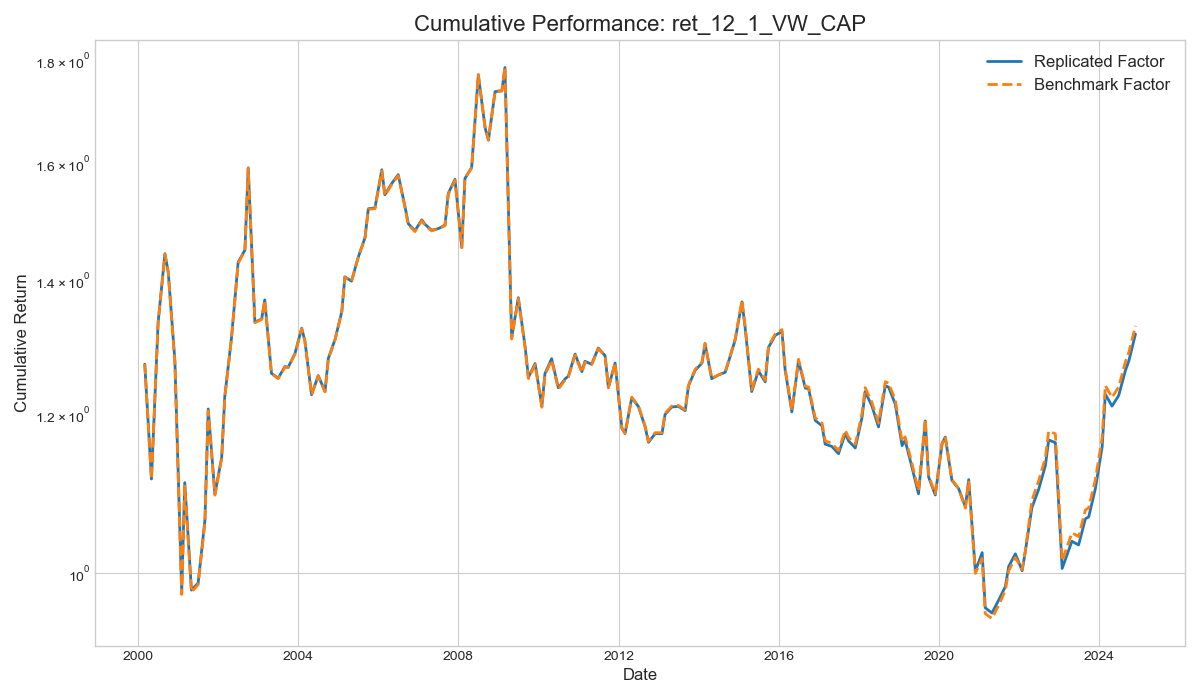 Cumulative Performance: ret_12_1_VW_CAP
Replicated Factor
Benchmark Factor
Cumulative Return
1.8 × 10⁰
1.6 × 10⁰
1.4 × 10⁰
1.2 × 10⁰
10⁰
2000 2004 2008 2012 2016 2020 2024
Date